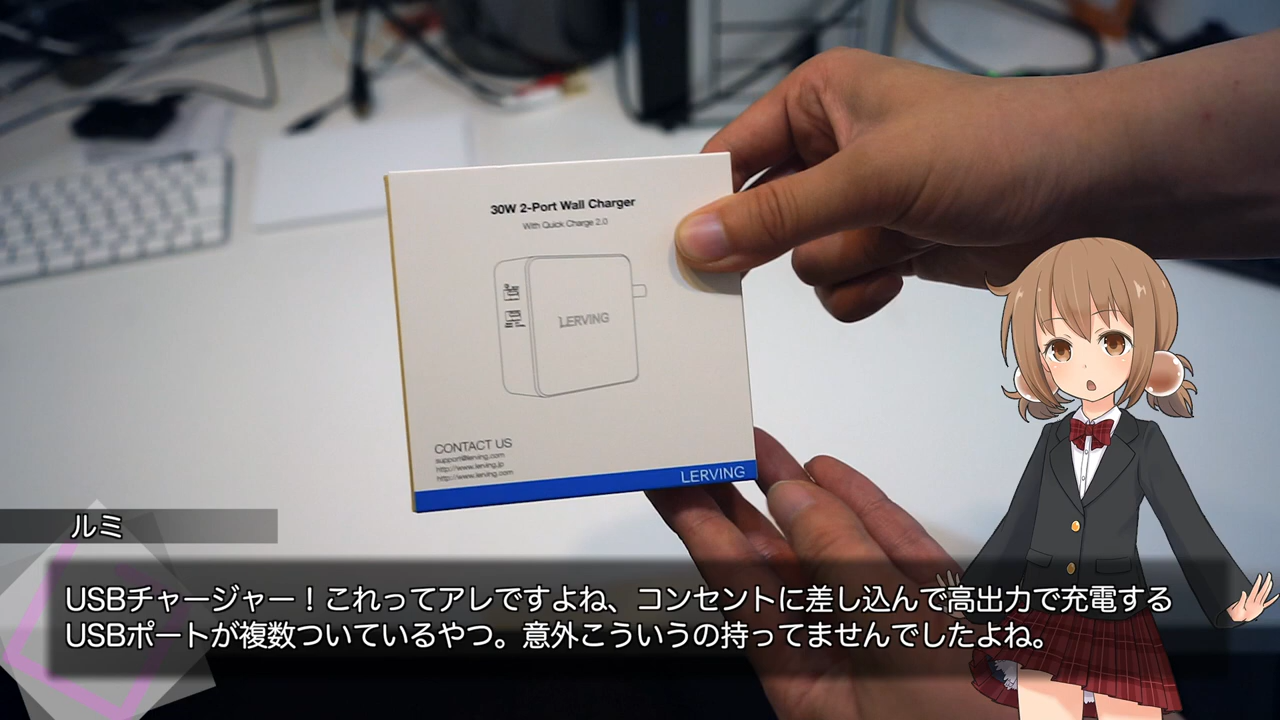 30W 2-Port Wall Charger
With Quick Charge 2.0
LERVING
CONTACT US
support@lerving.com
http://www.lerving.jp
http://www.lerving.com
LERVING
ルミ
USBチャージャー！これってアレですよね、コンセントに差し込んで高出力で充電する
USBポートが複数ついているやつ。意外こういうの持ってませんでしたよね。